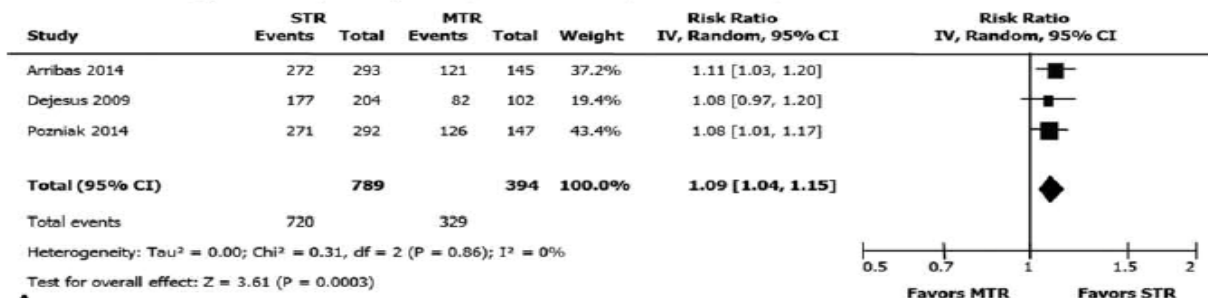 STR MTR Risk Ratio Risk Ratio
Study Events Total Events Total Weight IV, Random, 95% CI IV, Random, 95% CI
Arribas 2014 272 293 121 145 37.2% 1.11 [1.03, 1.20]
Dejesus 2009 177 204 82 102 19.4% 1.08 [0.97, 1.20]
Pozniak 2014 271 292 126 147 43.4% 1.08 [1.01, 1.17]
Total (95% CI) 789 394 100.0% 1.09 [1.04, 1.15]
Total events 720 329
Heterogeneity: Tau² = 0.00; Chi² = 0.31, df = 2 (P = 0.86); I² = 0%
Test for overall effect: Z = 3.61 (P = 0.0003)
0.5 0.7 1 1.5 2
Favors MTR Favors STR